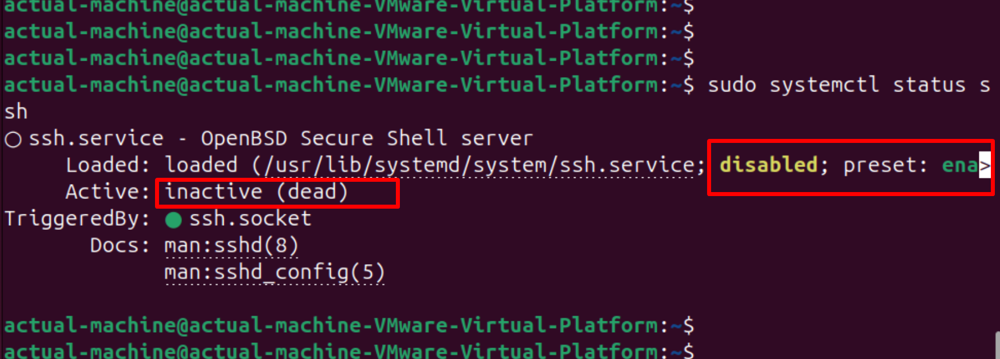 actual-machine@actual-machine-VMware-Virtual-Platform:~$
actual-machine@actual-machine-VMware-Virtual-Platform:~$
actual-machine@actual-machine-VMware-Virtual-Platform:~$
actual-machine@actual-machine-VMware-Virtual-Platform:~$ sudo systemctl status s
sh
○ ssh.service - OpenBSD Secure Shell server
Loaded: loaded (/usr/lib/systemd/system/ssh.service; disabled; preset: ena>
Active: inactive (dead)
TriggeredBy: ● ssh.socket
Docs: man:sshd(8)
man:sshd_config(5)
actual-machine@actual-machine-VMware-Virtual-Platform:~$
actual-machine@actual-machine-VMware-Virtual-Platform:~$